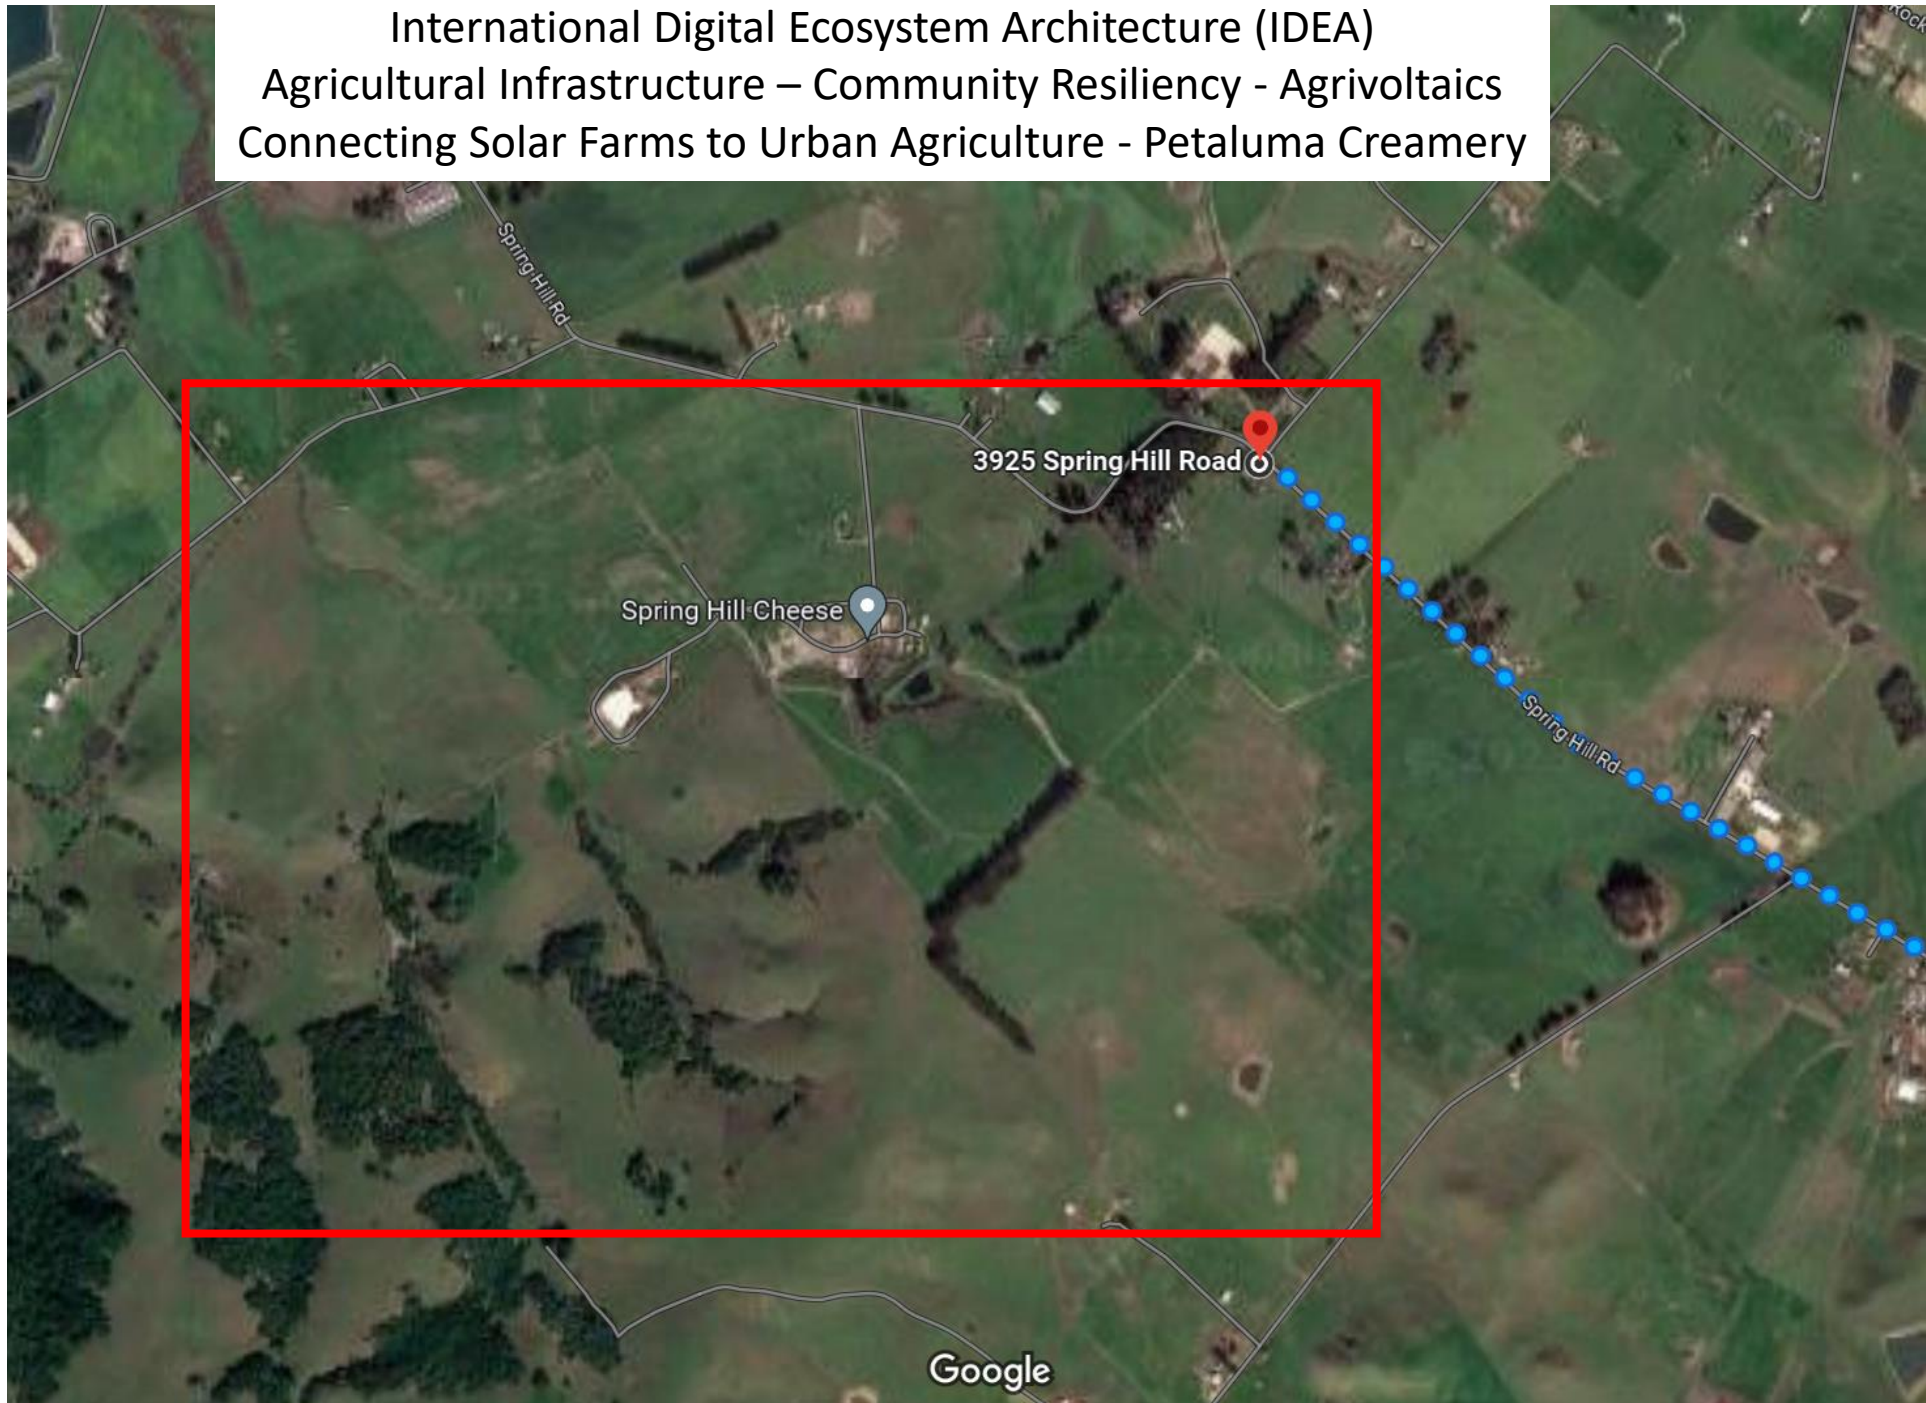 International Digital Ecosystem Architecture (IDEA)
Agricultural Infrastructure – Community Resiliency - Agrivoltaics
Connecting Solar Farms to Urban Agriculture - Petaluma Creamery
Rock
Spring Hill Rd
3925 Spring Hill Road
Spring Hill Cheese
Spring Hill Rd
Google